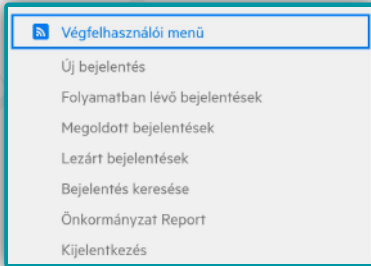 Végfelhasználói menü
Új bejelentés
Folyamatban lévő bejelentések
Megoldott bejelentések
Lezárt bejelentések
Bejelentés keresése
Önkormányzat Report
Kijelentkezés